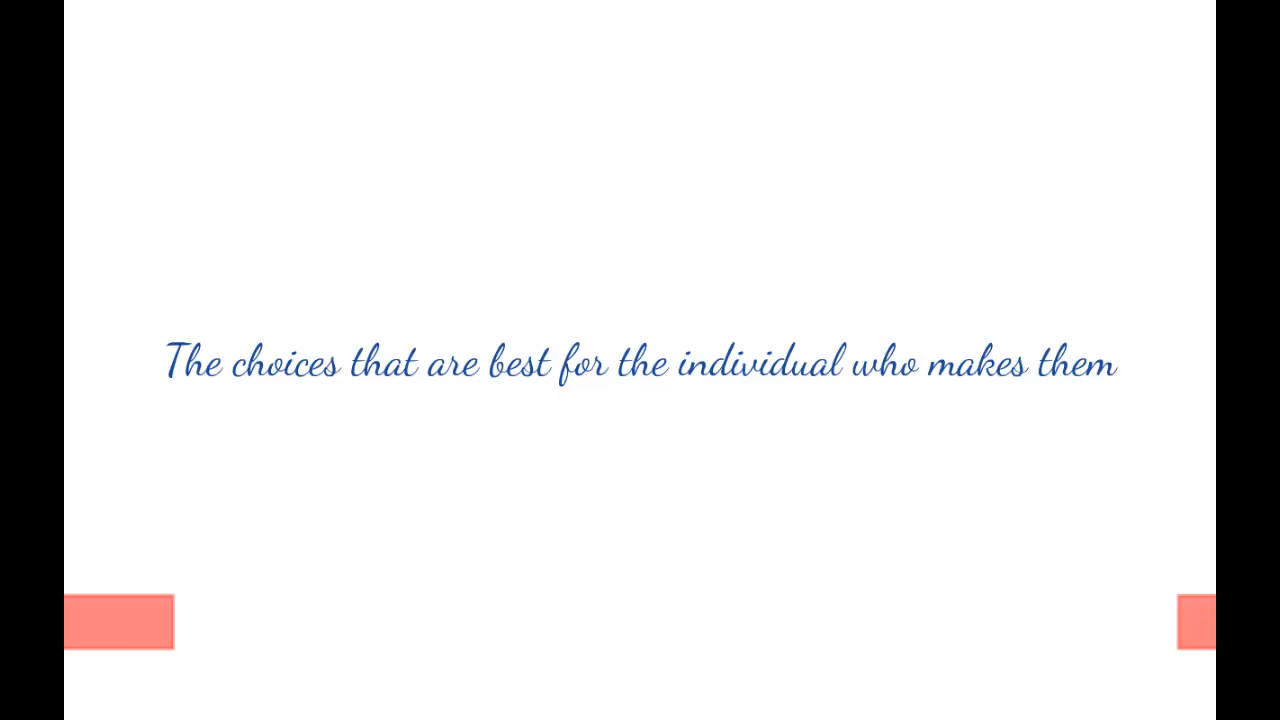 The choices that are best for the individual who makes them